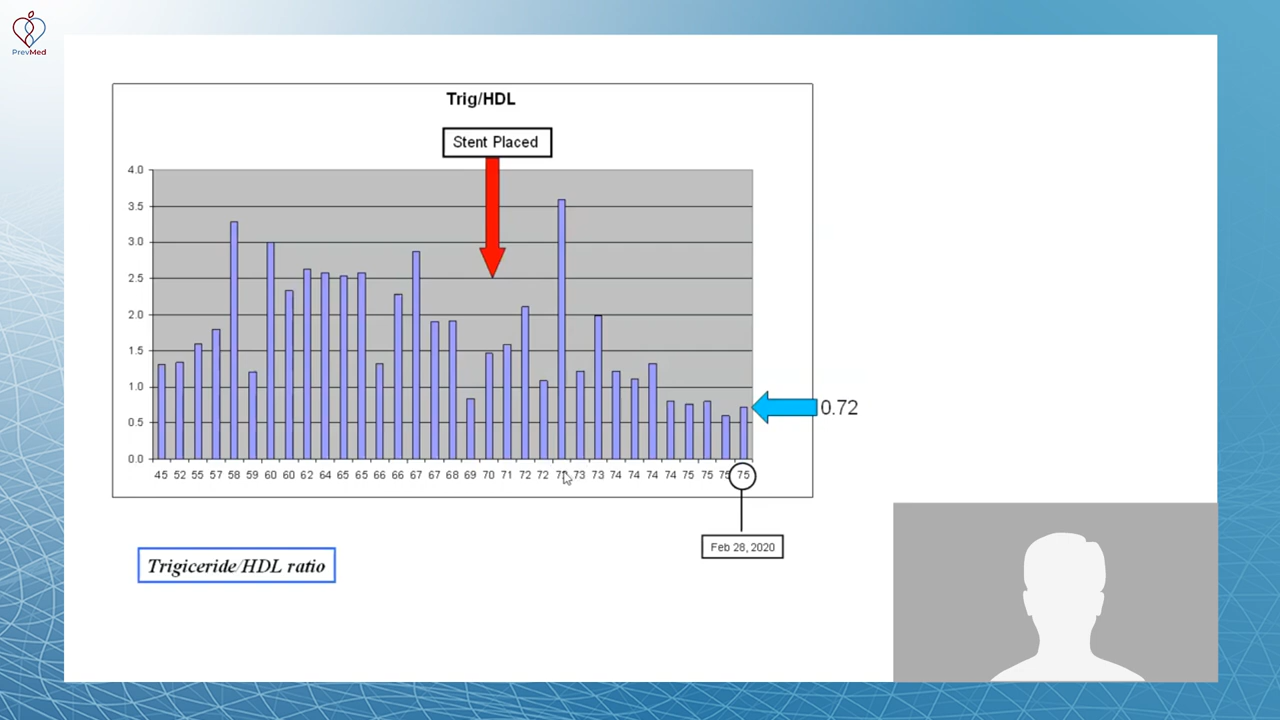 PrevMed
Trig/HDL
Stent Placed
4.0
3.5
3.0
2.5
2.0
1.5
1.0
0.5
0.0
0.72
45 52 55 57 58 59 60 60 62 64 65 65 66 66 67 67 68 69 70 71 72 72 73 73 74 74 74 74 75 75 75 75
Feb 28, 2020
Trigiceride/HDL ratio